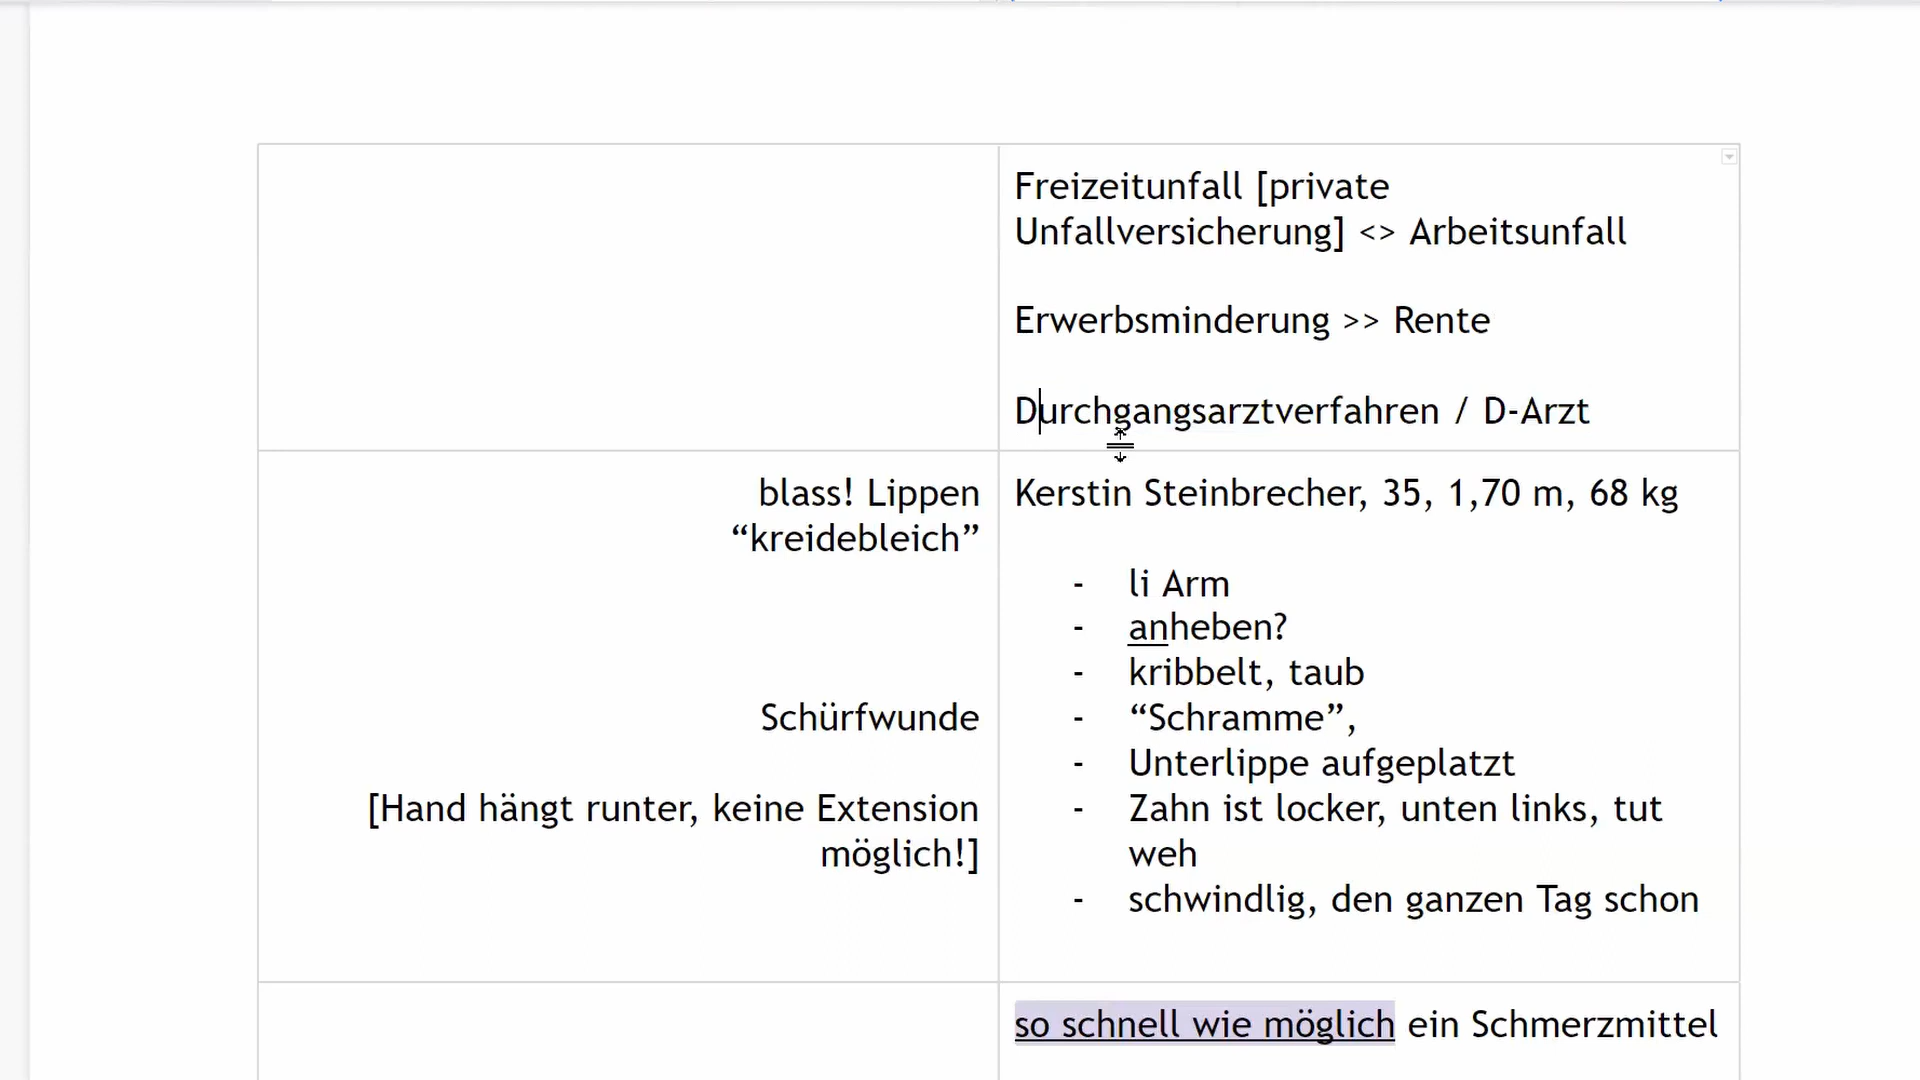 Freizeitunfall [private
Unfallversicherung] <> Arbeitsunfall
Erwerbsminderung >> Rente
Durchgangsarztverfahren / D-Arzt
blass! Lippen
“kreidebleich”
Schürfwunde
[Hand hängt runter, keine Extension
möglich!]
Kerstin Steinbrecher, 35, 1,70 m, 68 kg
- li Arm
- anheben?
- kribbelt, taub
- “Schramme”,
- Unterlippe aufgeplatzt
- Zahn ist locker, unten links, tut
weh
- schwindlig, den ganzen Tag schon
so schnell wie möglich ein Schmerzmittel